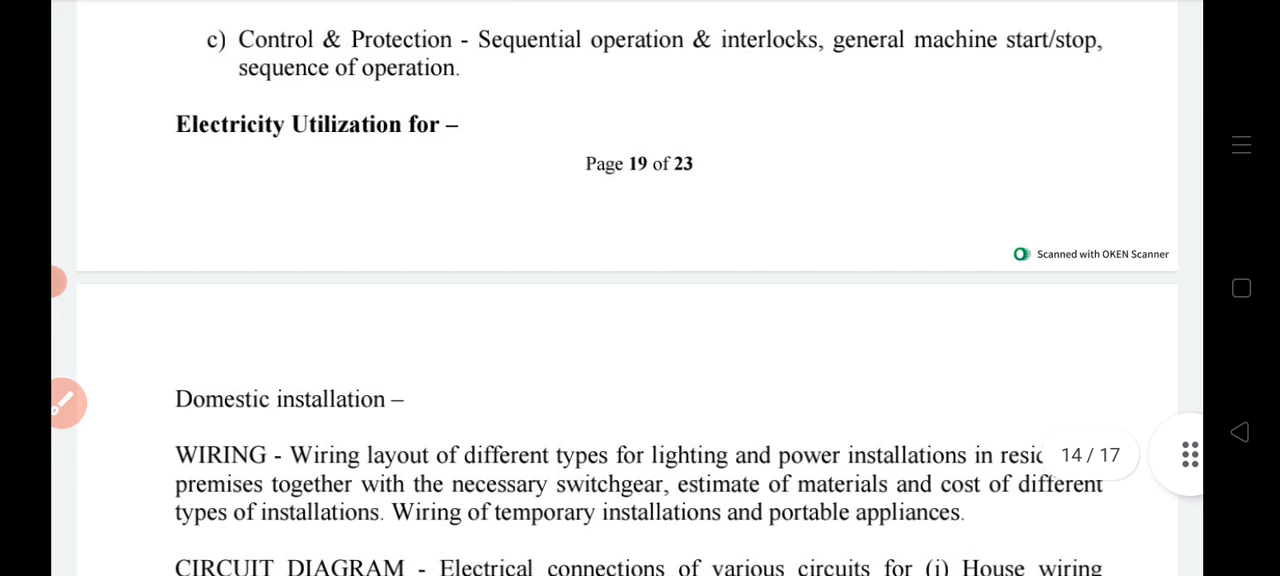 c) Control & Protection - Sequential operation & interlocks, general machine start/stop,
sequence of operation.
Electricity Utilization for –
Page 19 of 23
Scanned with OKEN Scanner
Domestic installation –
WIRING - Wiring layout of different types for lighting and power installations in
14 / 17
premises together with the necessary switchgear, estimate of materials and cost of different
types of installations. Wiring of temporary installations and portable appliances.
CIRCUIT DIAGRAM - Electrical connections of various circuits for (i) House wiring